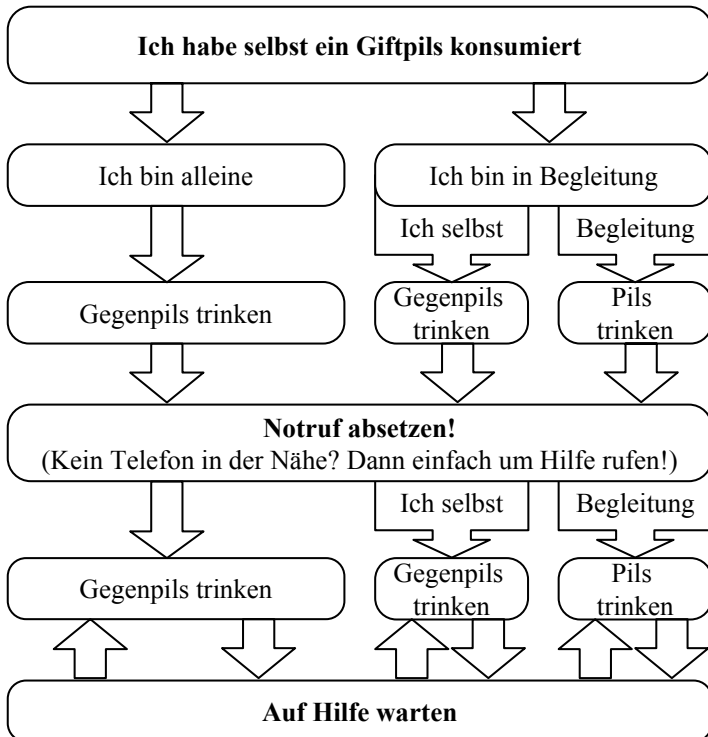 Ich habe selbst ein Giftpils konsumiert
Ich bin alleine
Ich bin in Begleitung
Ich selbst
Begleitung
Gegenpils trinken
Gegenpils
trinken
Pils
trinken
Notruf absetzen!
(Kein Telefon in der Nähe? Dann einfach um Hilfe rufen!)
Ich selbst
Begleitung
Gegenpils trinken
Gegenpils
trinken
Pils
trinken
Auf Hilfe warten